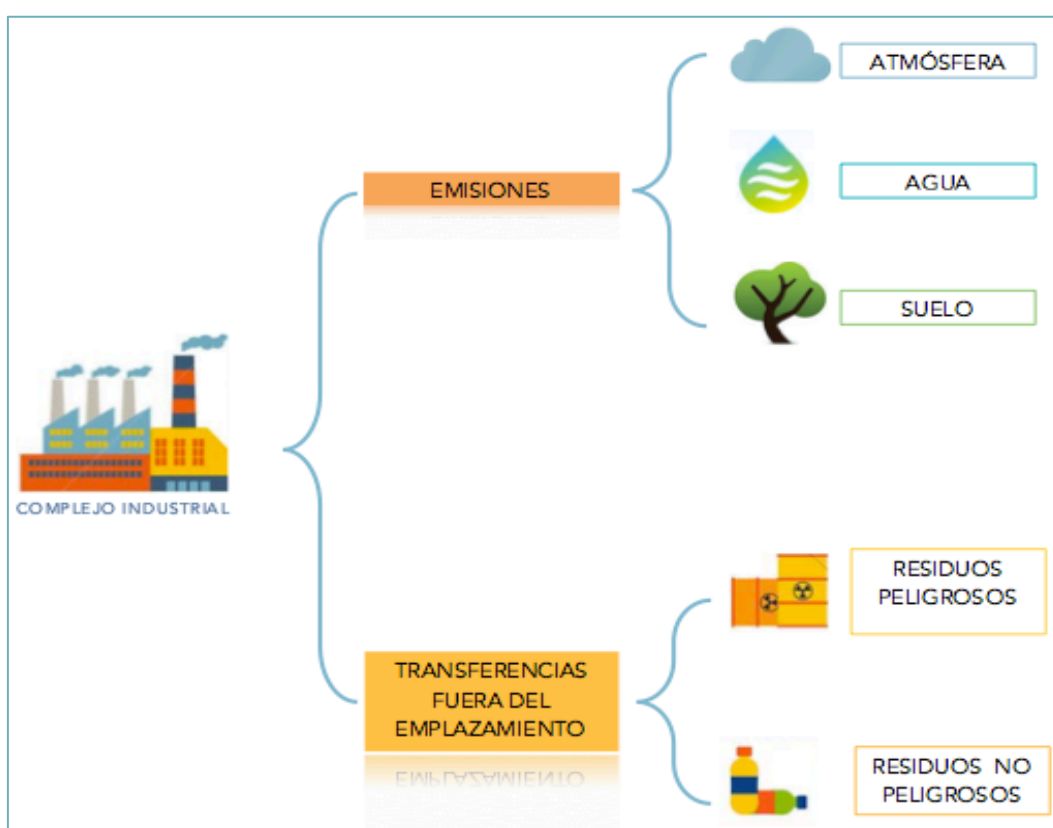 ATMÓSFERA
EMISIONES
AGUA
SUELO
COMPLEJO INDUSTRIAL
RESIDUOS
PELIGROSOS
TRANSFERENCIAS
FUERA DEL
EMPLAZAMIENTO
RESIDUOS NO
PELIGROSOS